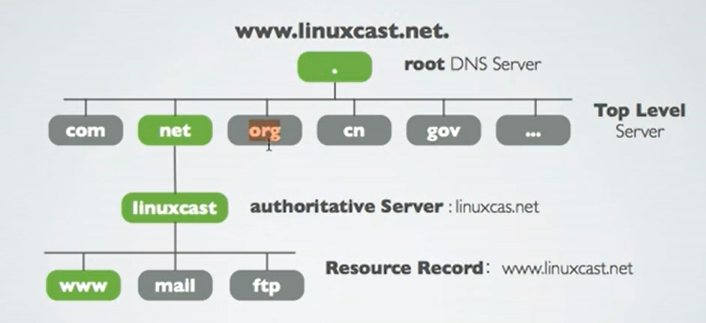 www.linuxcast.net.
. root DNS Server
com net org cn gov ... Top Level
Server
linuxcast authoritative Server : linuxcas.net
www mail ftp Resource Record: www.linuxcast.net